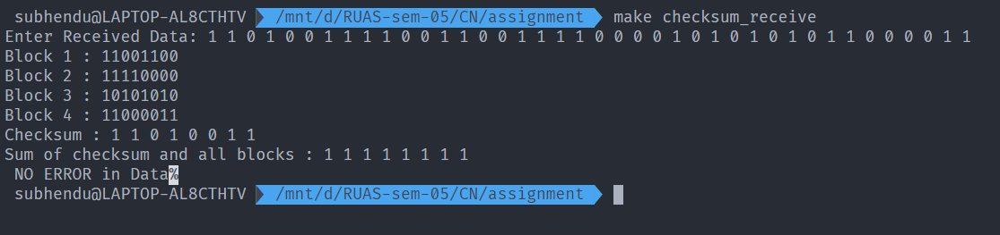 subhendu@LAPTOP-AL8CTHTV /mnt/d/RUAS-sem-05/CN/assignment make checksum_receive
Enter Received Data: 1 1 0 1 0 0 1 1 1 1 0 0 1 1 0 0 1 1 1 1 0 0 0 0 1 0 1 0 1 0 1 0 1 1 0 0 0 0 1 1
Block 1 : 11001100
Block 2 : 11110000
Block 3 : 10101010
Block 4 : 11000011
Checksum : 1 1 0 1 0 0 1 1
Sum of checksum and all blocks : 1 1 1 1 1 1 1 1
NO ERROR in Data%
subhendu@LAPTOP-AL8CTHTV /mnt/d/RUAS-sem-05/CN/assignment